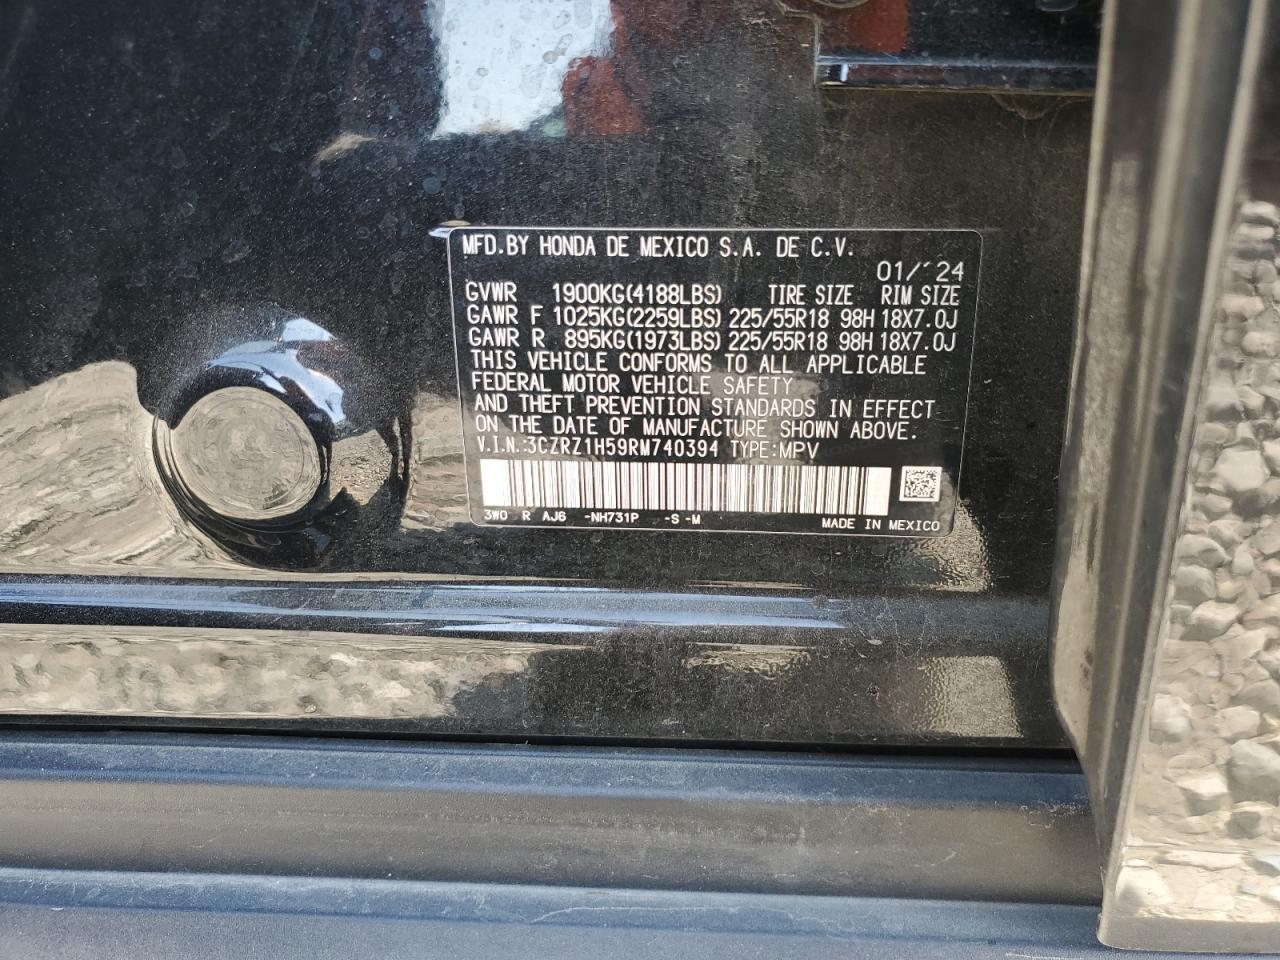 MFD.BY HONDA DE MEXICO S.A. DE C.V.
01/'24
GVWR 1900KG(4188LBS) TIRE SIZE RIM SIZE
GAWR F 1025KG(2259LBS) 225/55R18 98H 18X7.0J
GAWR R 895KG(1973LBS) 225/55R18 98H 18X7.0J
THIS VEHICLE CONFORMS TO ALL APPLICABLE
FEDERAL MOTOR VEHICLE SAFETY
AND THEFT PREVENTION STANDARDS IN EFFECT
ON THE DATE OF MANUFACTURE SHOWN ABOVE.
V.I.N.:3CZRZ1H59RM740394 TYPE:MPV
3W0 R AJ6 -NH731P -S -M MADE IN MEXICO